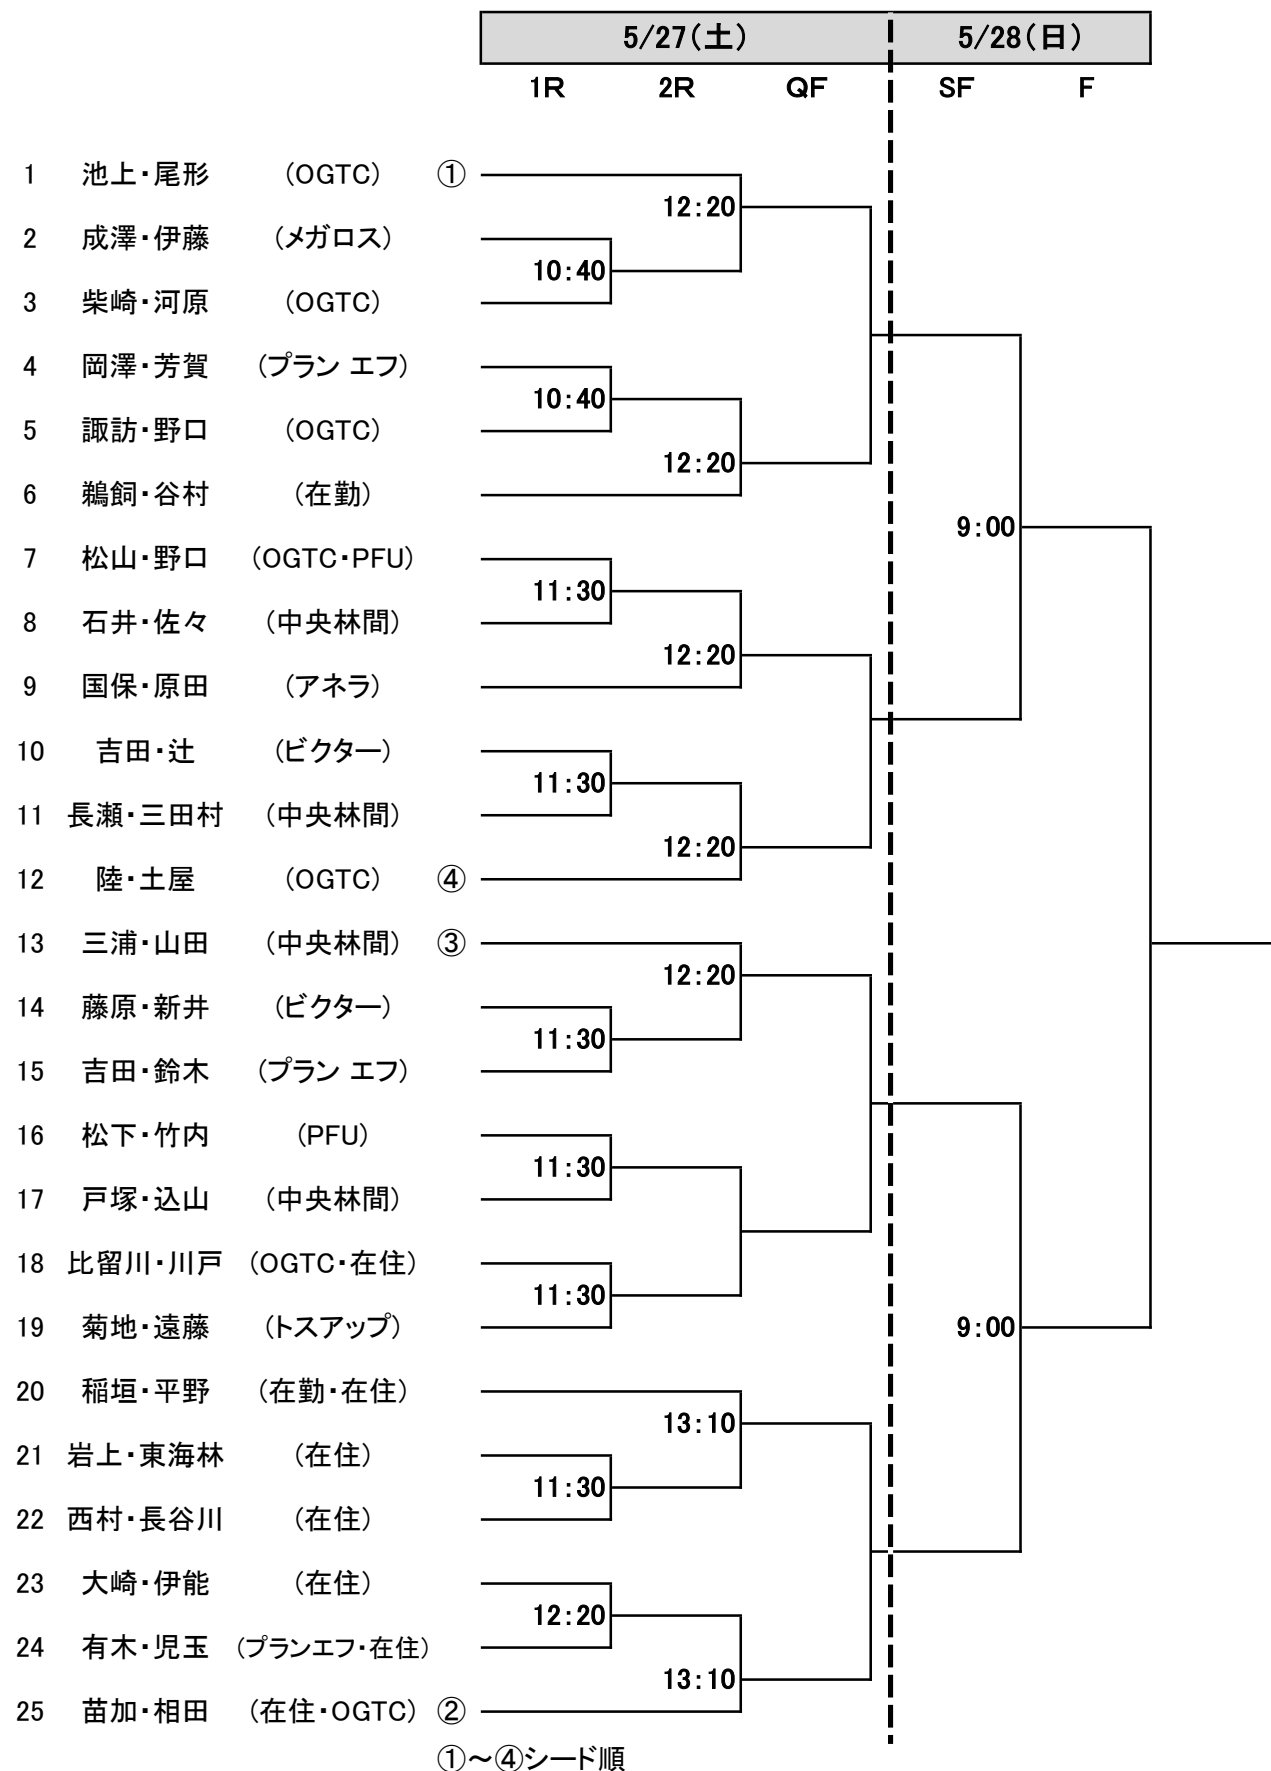 5/27(土) 5/28(日)
1R 2R QF SF F
1 池上・尾形 (OGTC) ①
12:20
2 成澤・伊藤 (メガロス)
10:40
3 柴崎・河原 (OGTC)
4 岡澤・芳賀 (プラン エフ)
10:40
5 諏訪・野口 (OGTC)
12:20
6 鵜飼・谷村 (在勤)
9:00
7 松山・野口 (OGTC・PFU)
11:30
8 石井・佐々 (中央林間)
12:20
9 国保・原田 (アネラ)
10 吉田・辻 (ビクター)
11:30
11 長瀬・三田村 (中央林間)
12:20
12 陸・土屋 (OGTC) ④
13 三浦・山田 (中央林間) ③
12:20
14 藤原・新井 (ビクター)
11:30
15 吉田・鈴木 (プラン エフ)
16 松下・竹内 (PFU)
11:30
17 戸塚・込山 (中央林間)
18 比留川・川戸 (OGTC・在住)
11:30
19 菊地・遠藤 (トスアップ) 9:00
20 稲垣・平野 (在勤・在住)
13:10
21 岩上・東海林 (在住)
11:30
22 西村・長谷川 (在住)
23 大崎・伊能 (在住)
12:20
24 有木・児玉 (プランエフ・在住)
13:10
25 苗加・相田 (在住・OGTC) ②
①～④シード順